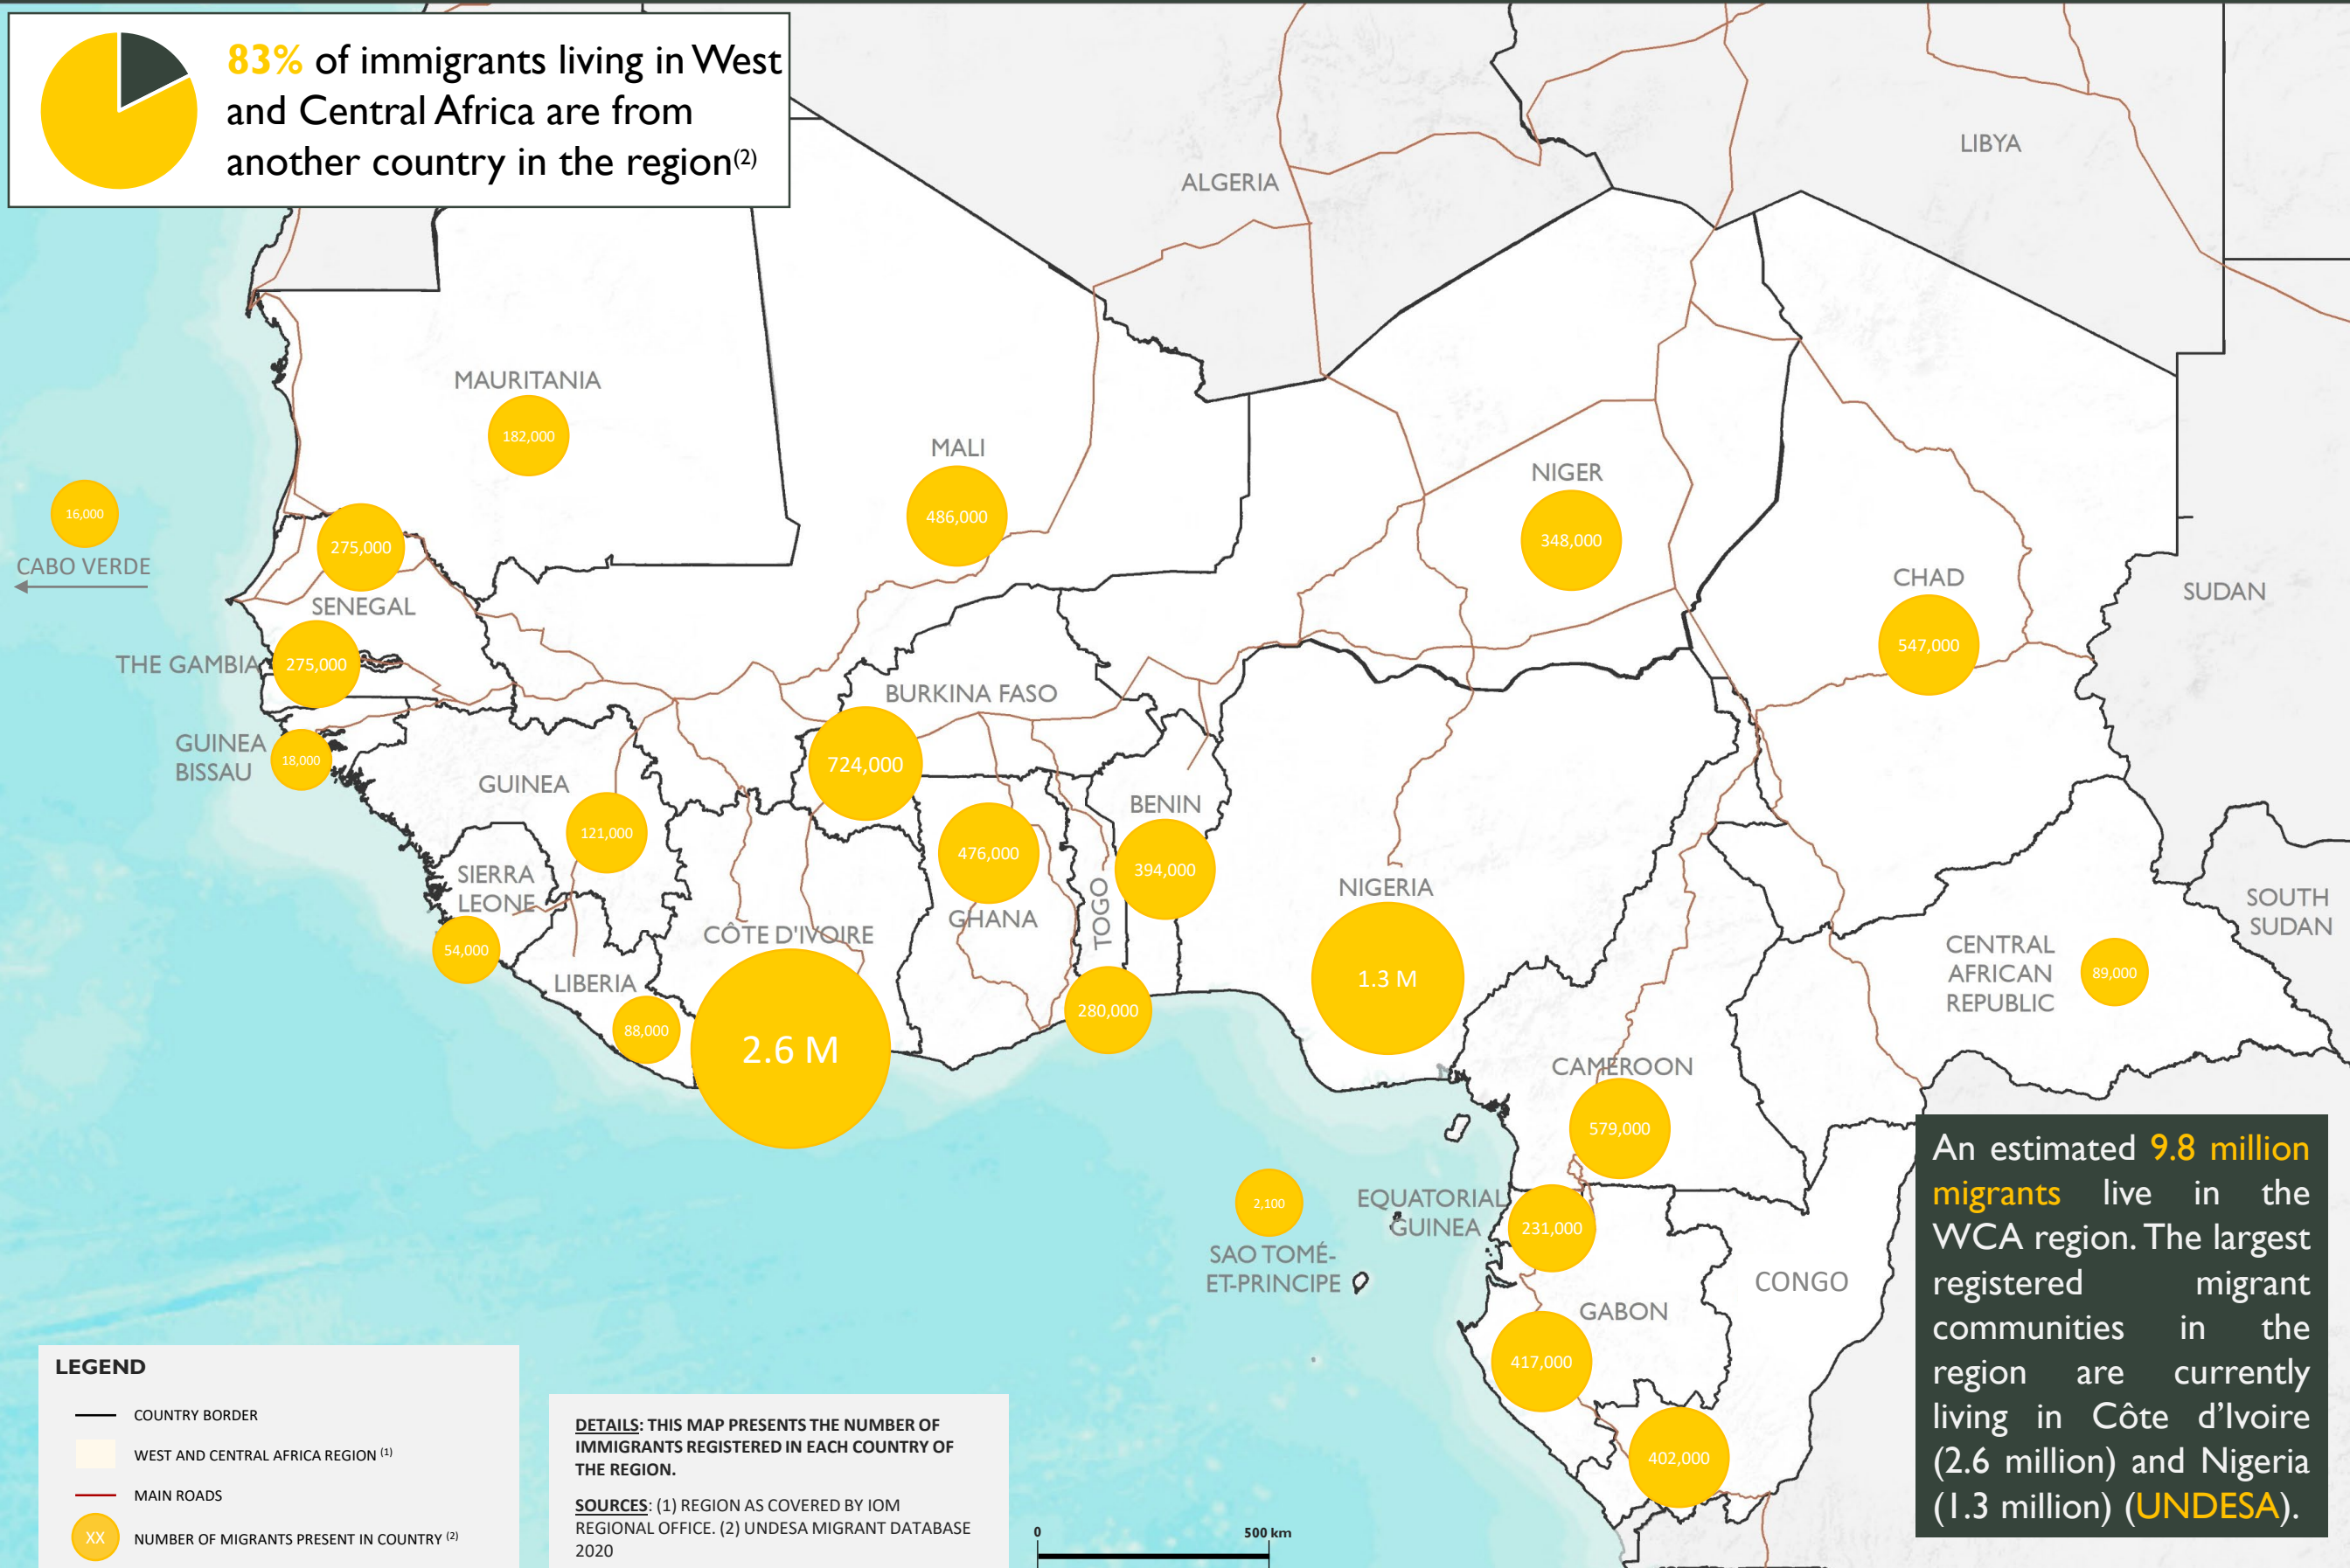 83% of immigrants living in West
and Central Africa are from
another country in the region(2)
LIBYA
ALGERIA
MAURITANIA
182,000
MALI
486,000
NIGER
348,000
16,000
CABO VERDE
275,000
SENEGAL
CHAD
547,000
SUDAN
THE GAMBIA
275,000
BURKINA FASO
724,000
GUINEA
BISSAU
18,000
GUINEA
121,000
BENIN
394,000
476,000
GHANA
TOGO
280,000
SIERRA
LEONE
54,000
NIGERIA
1.3 M
CÔTE D'IVOIRE
2.6 M
LIBERIA
88,000
SOUTH
SUDAN
CENTRAL
AFRICAN
REPUBLIC
89,000
CAMEROON
579,000
2,100
SAO TOMÉ-
ET-PRINCIPE
EQUATORIAL
GUINEA
231,000
CONGO
GABON
417,000
402,000
An estimated 9.8 million
migrants live in the
WCA region. The largest
registered migrant
communities in the
region are currently
living in Côte d’Ivoire
(2.6 million) and Nigeria
(1.3 million) (UNDESA).
LEGEND
COUNTRY BORDER
WEST AND CENTRAL AFRICA REGION (1)
MAIN ROADS
XX NUMBER OF MIGRANTS PRESENT IN COUNTRY (2)
DETAILS: THIS MAP PRESENTS THE NUMBER OF
IMMIGRANTS REGISTERED IN EACH COUNTRY OF
THE REGION.
SOURCES: (1) REGION AS COVERED BY IOM
REGIONAL OFFICE. (2) UNDESA MIGRANT DATABASE
2020
0 500 km